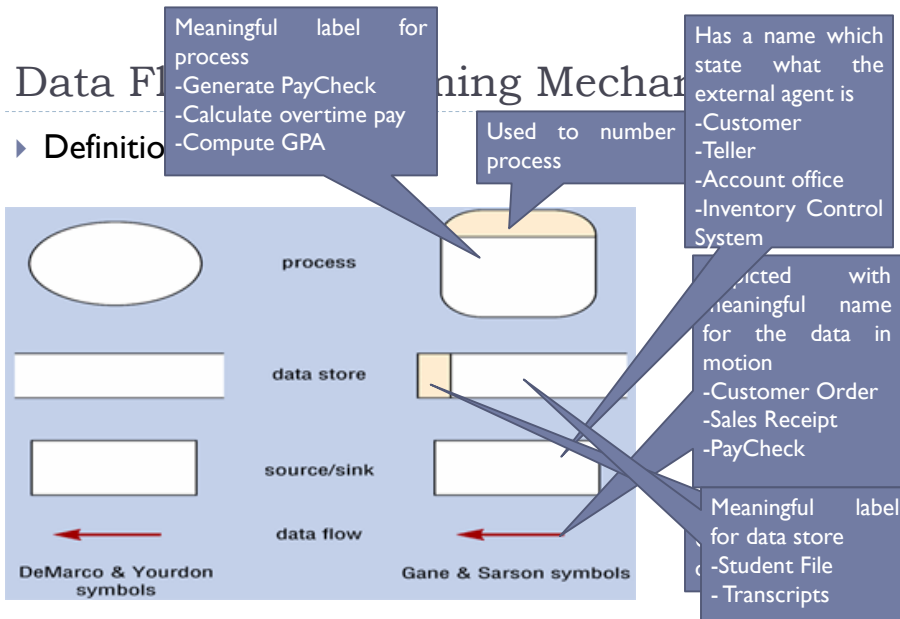 Data Fl
ning Mechan
Definitio
Meaningful label for
process
-Generate PayCheck
-Calculate overtime pay
-Compute GPA
Used to number
process
Has a name which
state what the
external agent is
-Customer
-Teller
-Account office
-Inventory Control
System
with
name
for the data in
motion
-Customer Order
-Sales Receipt
-PayCheck
Meaningful label
for data store
-Student File
- Transcripts
process
data store
source/sink
data flow
DeMarco & Yourdon
symbols
Gane & Sarson symbols